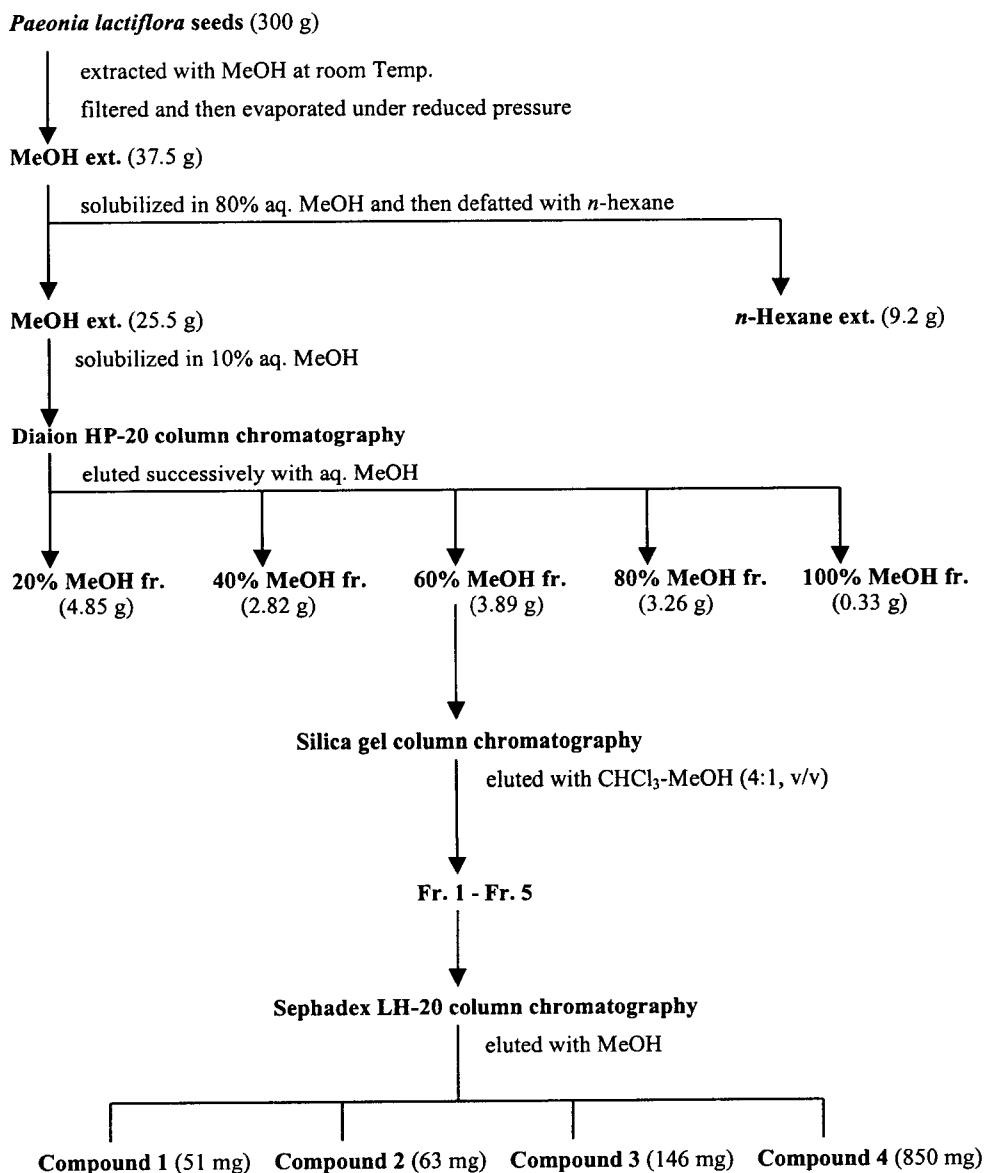 Paeonia lactiflora seeds (300 g)
extracted with MeOH at room Temp.
filtered and then evaporated under reduced pressure
MeOH ext. (37.5 g)
solubilized in 80% aq. MeOH and then defatted with n-hexane
MeOH ext. (25.5 g)
n-Hexane ext. (9.2 g)
solubilized in 10% aq. MeOH
Diaion HP-20 column chromatography
eluted successively with aq. MeOH
20% MeOH fr. 40% MeOH fr. 60% MeOH fr. 80% MeOH fr. 100% MeOH fr.
(4.85 g) (2.82 g) (3.89 g) (3.26 g) (0.33 g)
Silica gel column chromatography
eluted with CHCl₃-MeOH (4:1, v/v)
Fr. 1 - Fr. 5
Sephadex LH-20 column chromatography
eluted with MeOH
Compound 1 (51 mg) Compound 2 (63 mg) Compound 3 (146 mg) Compound 4 (850 mg)